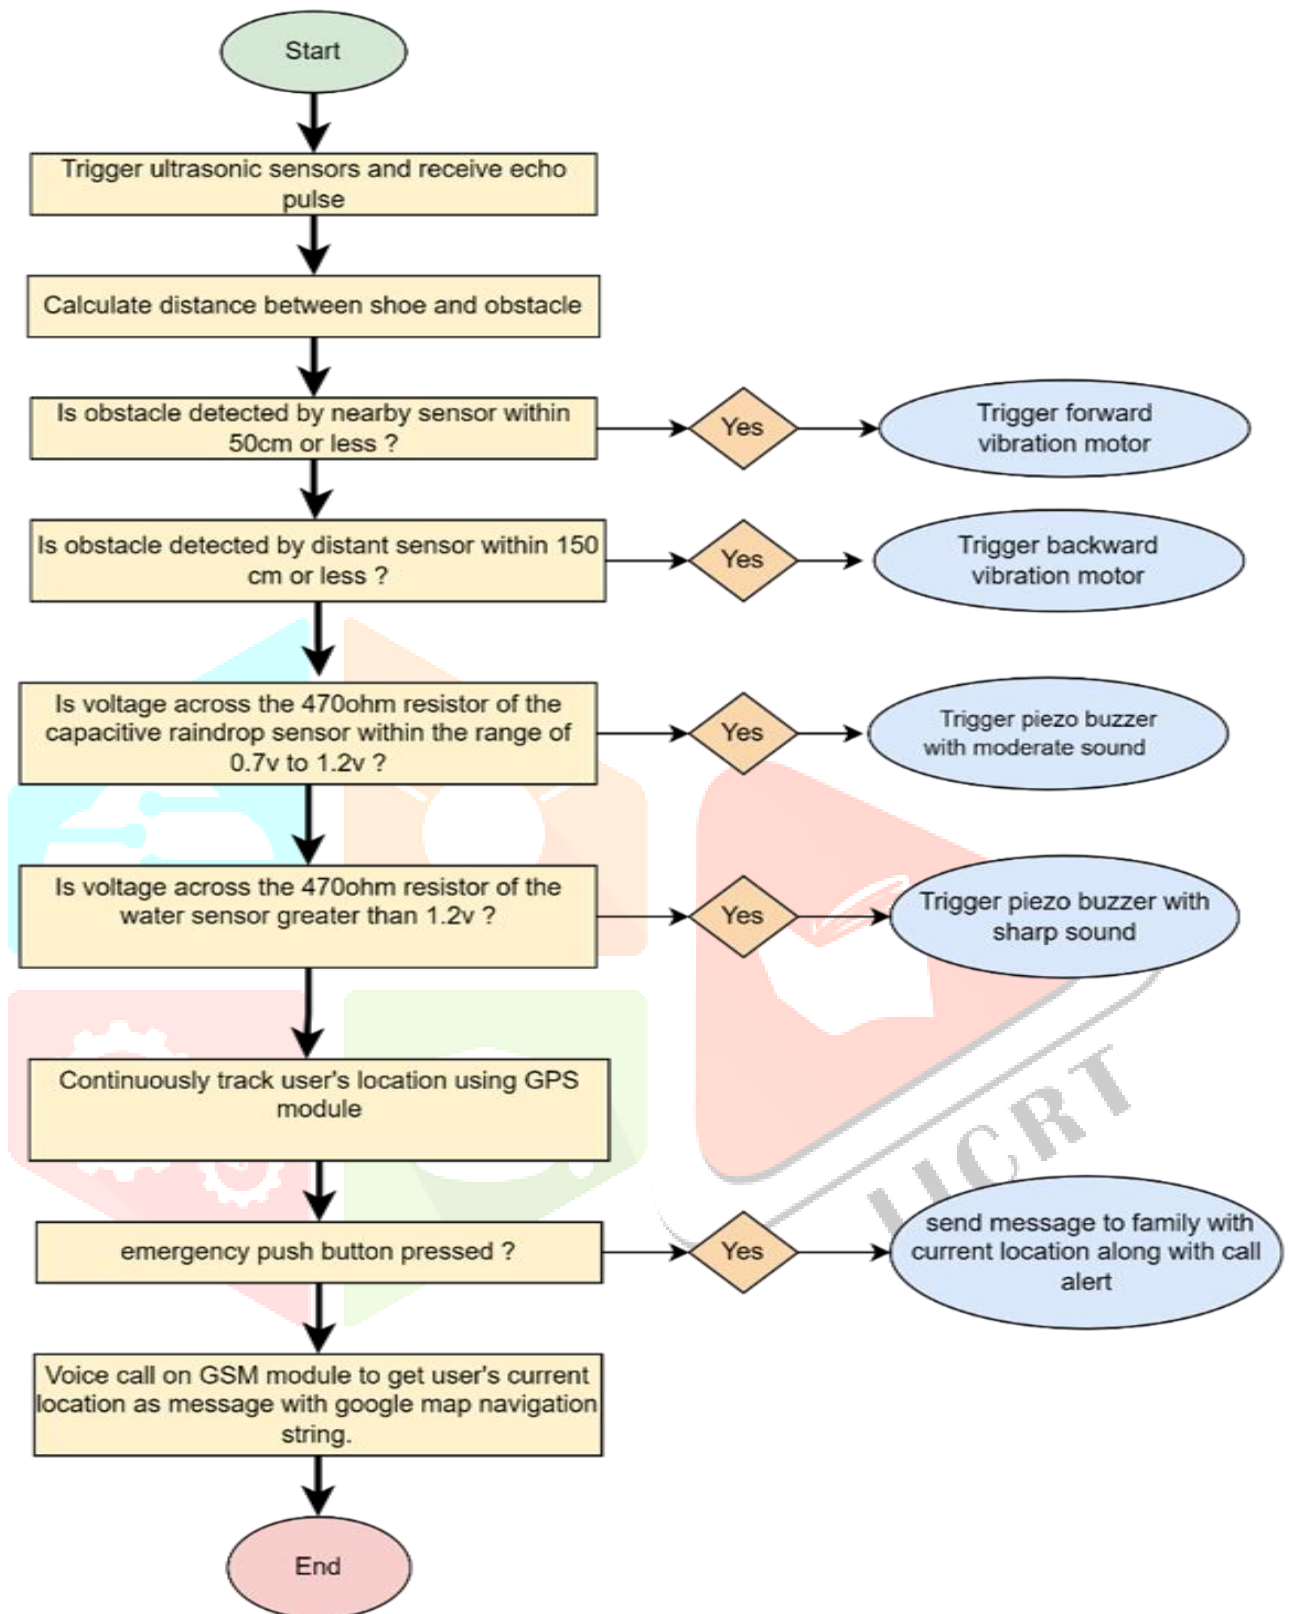 Start
Trigger ultrasonic sensors and receive echo
pulse
Calculate distance between shoe and obstacle
Is obstacle detected by nearby sensor within
50cm or less ?
Yes
Trigger forward
vibration motor
Is obstacle detected by distant sensor within 150
cm or less ?
Yes
Trigger backward
vibration motor
Is voltage across the 470ohm resistor of the
capacitive raindrop sensor within the range of
0.7v to 1.2v ?
Yes
Trigger piezo buzzer
with moderate sound
Is voltage across the 470ohm resistor of the
water sensor greater than 1.2v ?
Yes
Trigger piezo buzzer with
sharp sound
Continuously track user's location using GPS
module
emergency push button pressed ?
Yes
send message to family with
current location along with call
alert
Voice call on GSM module to get user's current
location as message with google map navigation
string.
End